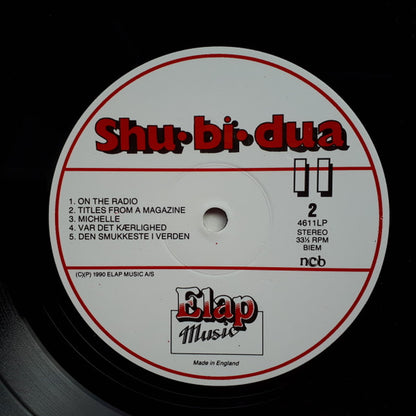 Shu·bi·dua
11
1. ON THE RADIO
2. TITLES FROM A MAGAZINE
3. MICHELLE
4. VAR DET KÆRLIGHED
5. DEN SMUKKESTE I VERDEN
2
4611LP
STEREO
33⅓ RPM
BIEM
ncb
(C)(P) 1990 ELAP MUSIC A/S
Elap
Music
Made in England